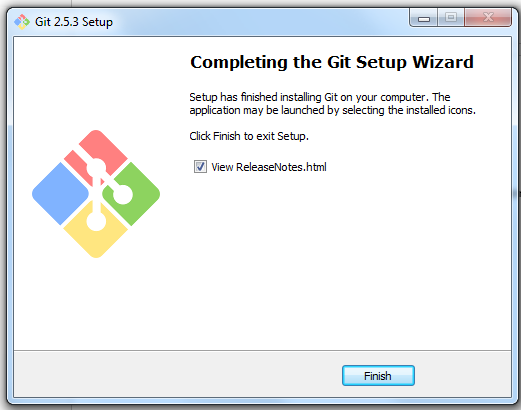 Git 2.5.3 Setup
Completing the Git Setup Wizard
Setup has finished installing Git on your computer. The
application may be launched by selecting the installed icons.
Click Finish to exit Setup.
View ReleaseNotes.html
Finish